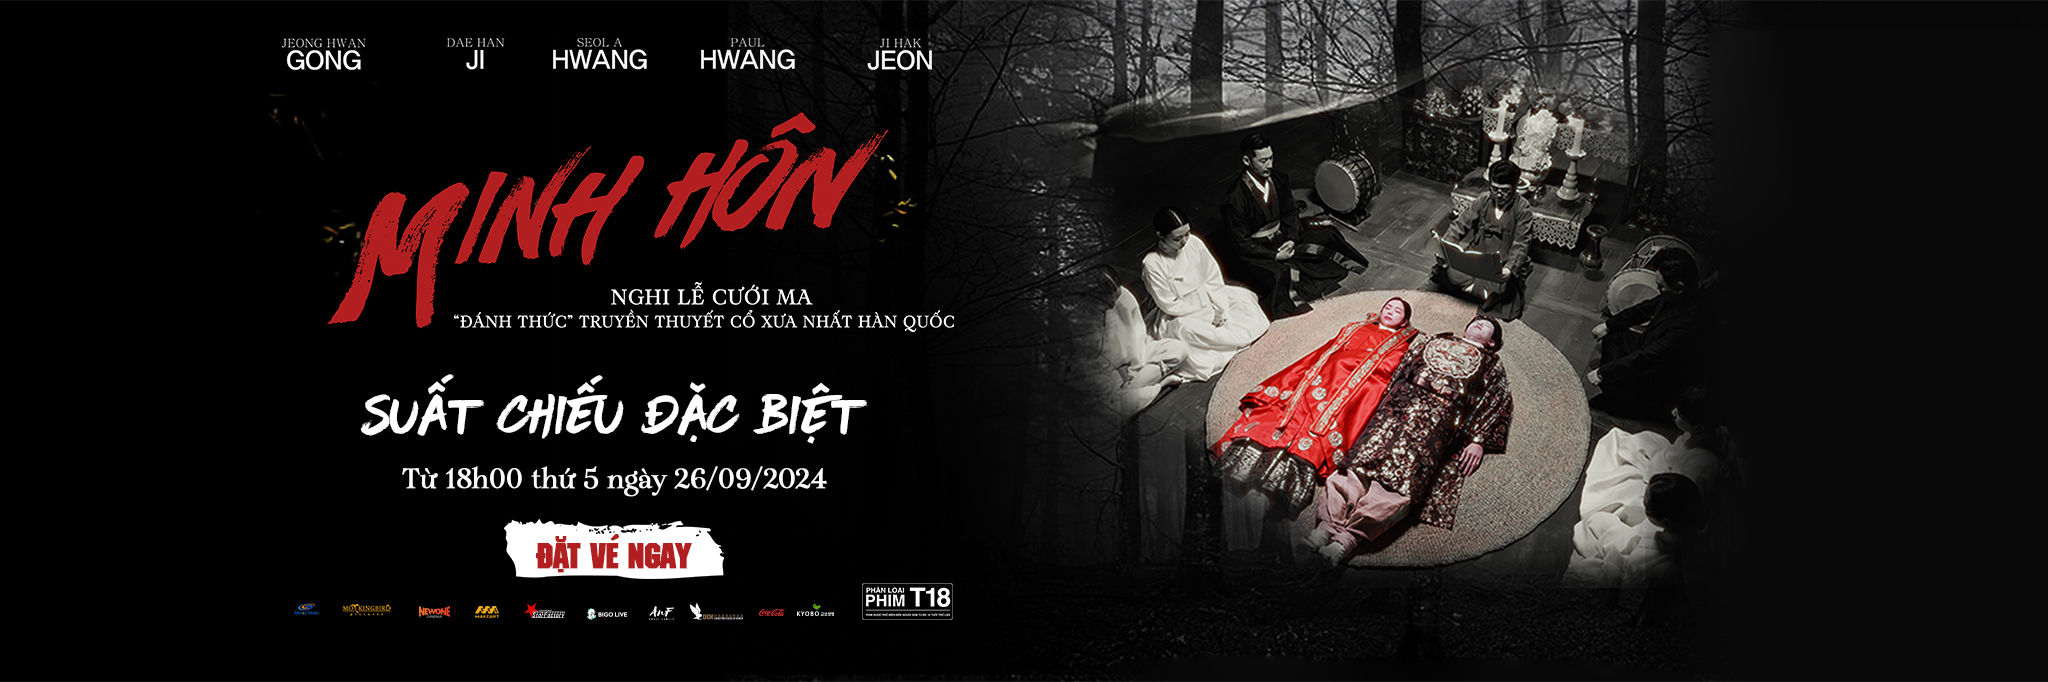 JEONG HWAN
GONG
DAE HAN
JI
SEOL A
HWANG
PAUL
HWANG
JI HAK
JEON
MINH HÔN
NGHI LỄ CƯỚI MA
“ĐÁNH THỨC” TRUYỀN THUYẾT CỔ XƯA NHẤT HÀN QUỐC
SUẤT CHIẾU ĐẶC BIỆT
Từ 18h00 thứ 5 ngày 26/09/2024
ĐẶT VÉ NGAY
MOCKINGBIRD
NEWONE
BIGO LIVE
Coca-Cola
KYOBO
PHÂN LOẠI
PHIM T18